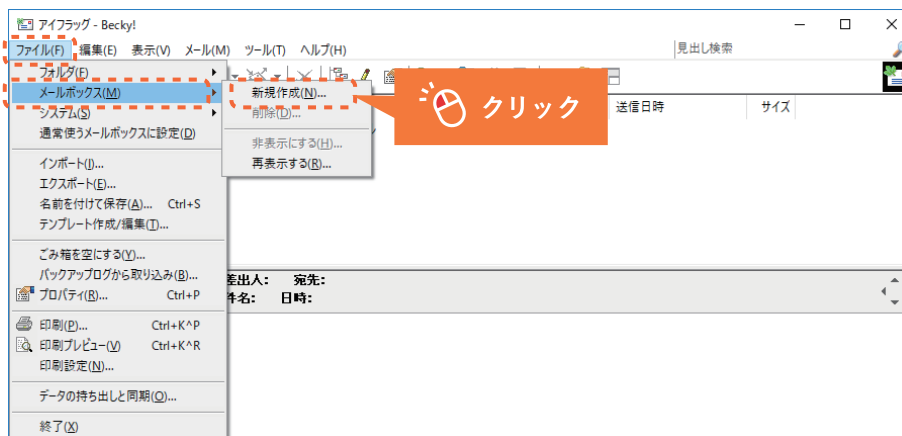 アイフラッグ - Becky!
ファイル(F) 編集(E) 表示(V) メール(M) ツール(T) ヘルプ(H) 見出し検索
フォルダ(F)
メールボックス(M) 新規作成(N)...
クリック
送信日時 サイズ
システム(S) 削除(D)...
通常使うメールボックスに設定(D)
非表示にする(H)...
インポート(I)... 再表示する(R)...
エクスポート(E)...
名前を付けて保存(A)... Ctrl+S
テンプレート作成/編集(T)...
ごみ箱を空にする(Y)...
バックアップログから取り込み(B)...
差出人: 宛先:
プロパティ(R)... Ctrl+P
件名: 日時:
印刷(P)... Ctrl+K^P
印刷プレビュー(V) Ctrl+K^R
印刷設定(N)...
データの持ち出しと同期(O)...
終了(X)